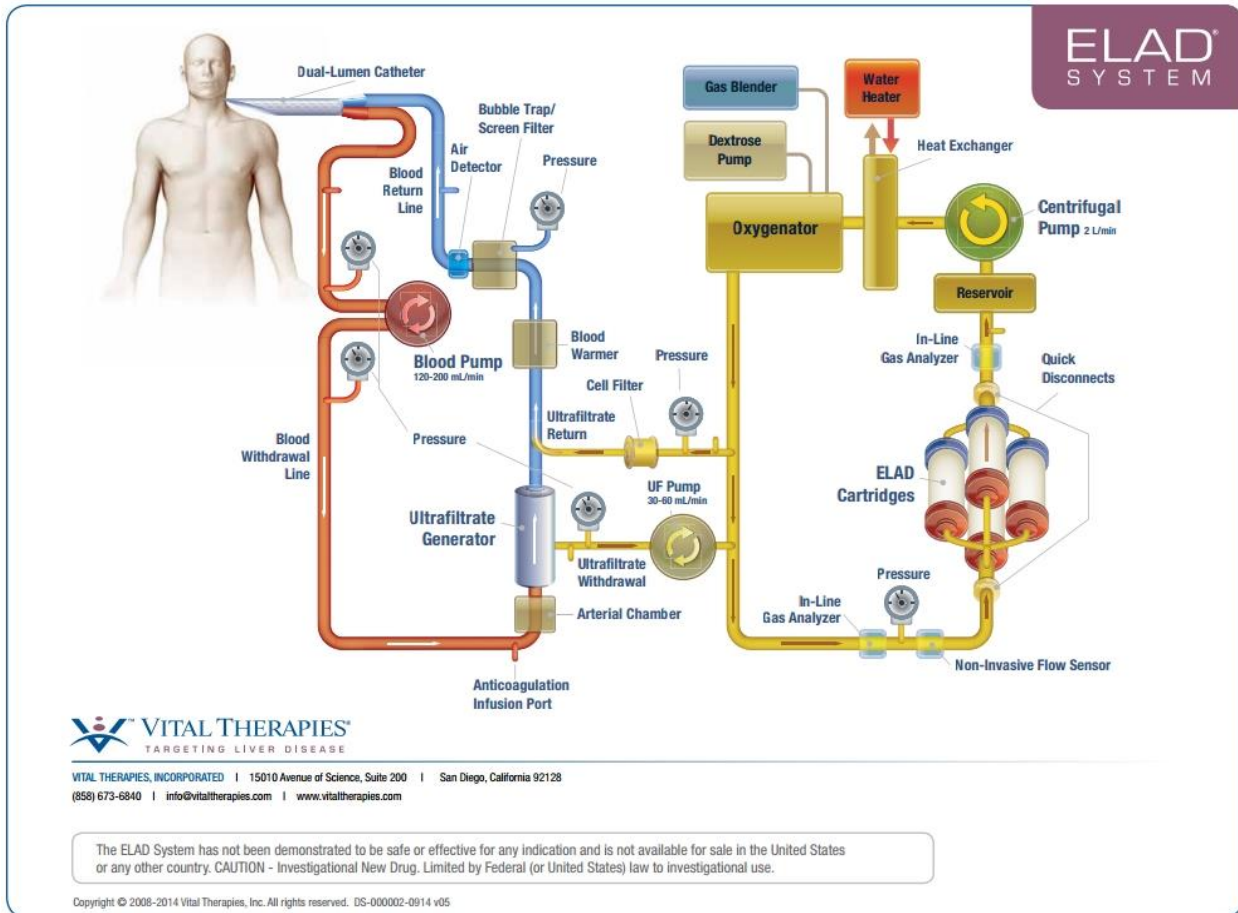 ELAD®
SYSTEM
Dual-Lumen Catheter
Bubble Trap/
Screen Filter
Air
Detector
Pressure
Blood
Return
Line
Gas Blender
Water
Heater
Dextrose
Pump
Heat Exchanger
Oxygenator
Centrifugal
Pump 2 L/min
Reservoir
Blood Pump
120-200 mL/min
Blood
Warmer
Pressure
Cell Filter
In-Line
Gas Analyzer
Quick
Disconnects
Blood
Withdrawal
Line
Pressure
Ultrafiltrate
Return
ELAD
Cartridges
UF Pump
30-60 mL/min
Ultrafiltrate
Generator
Ultrafiltrate
Withdrawal
Pressure
In-Line
Gas Analyzer
Arterial Chamber
Non-Invasive Flow Sensor
Anticoagulation
Infusion Port
™ VITAL THERAPIES®
TARGETING LIVER DISEASE
VITAL THERAPIES, INCORPORATED | 15010 Avenue of Science, Suite 200 | San Diego, California 92128
(858) 673-6840 | info@vitaltherapies.com | www.vitaltherapies.com
The ELAD System has not been demonstrated to be safe or effective for any indication and is not available for sale in the United States
or any other country. CAUTION - Investigational New Drug. Limited by Federal (or United States) law to investigational use.
Copyright © 2008-2014 Vital Therapies, Inc. All rights reserved. DS-000002-0914 v05